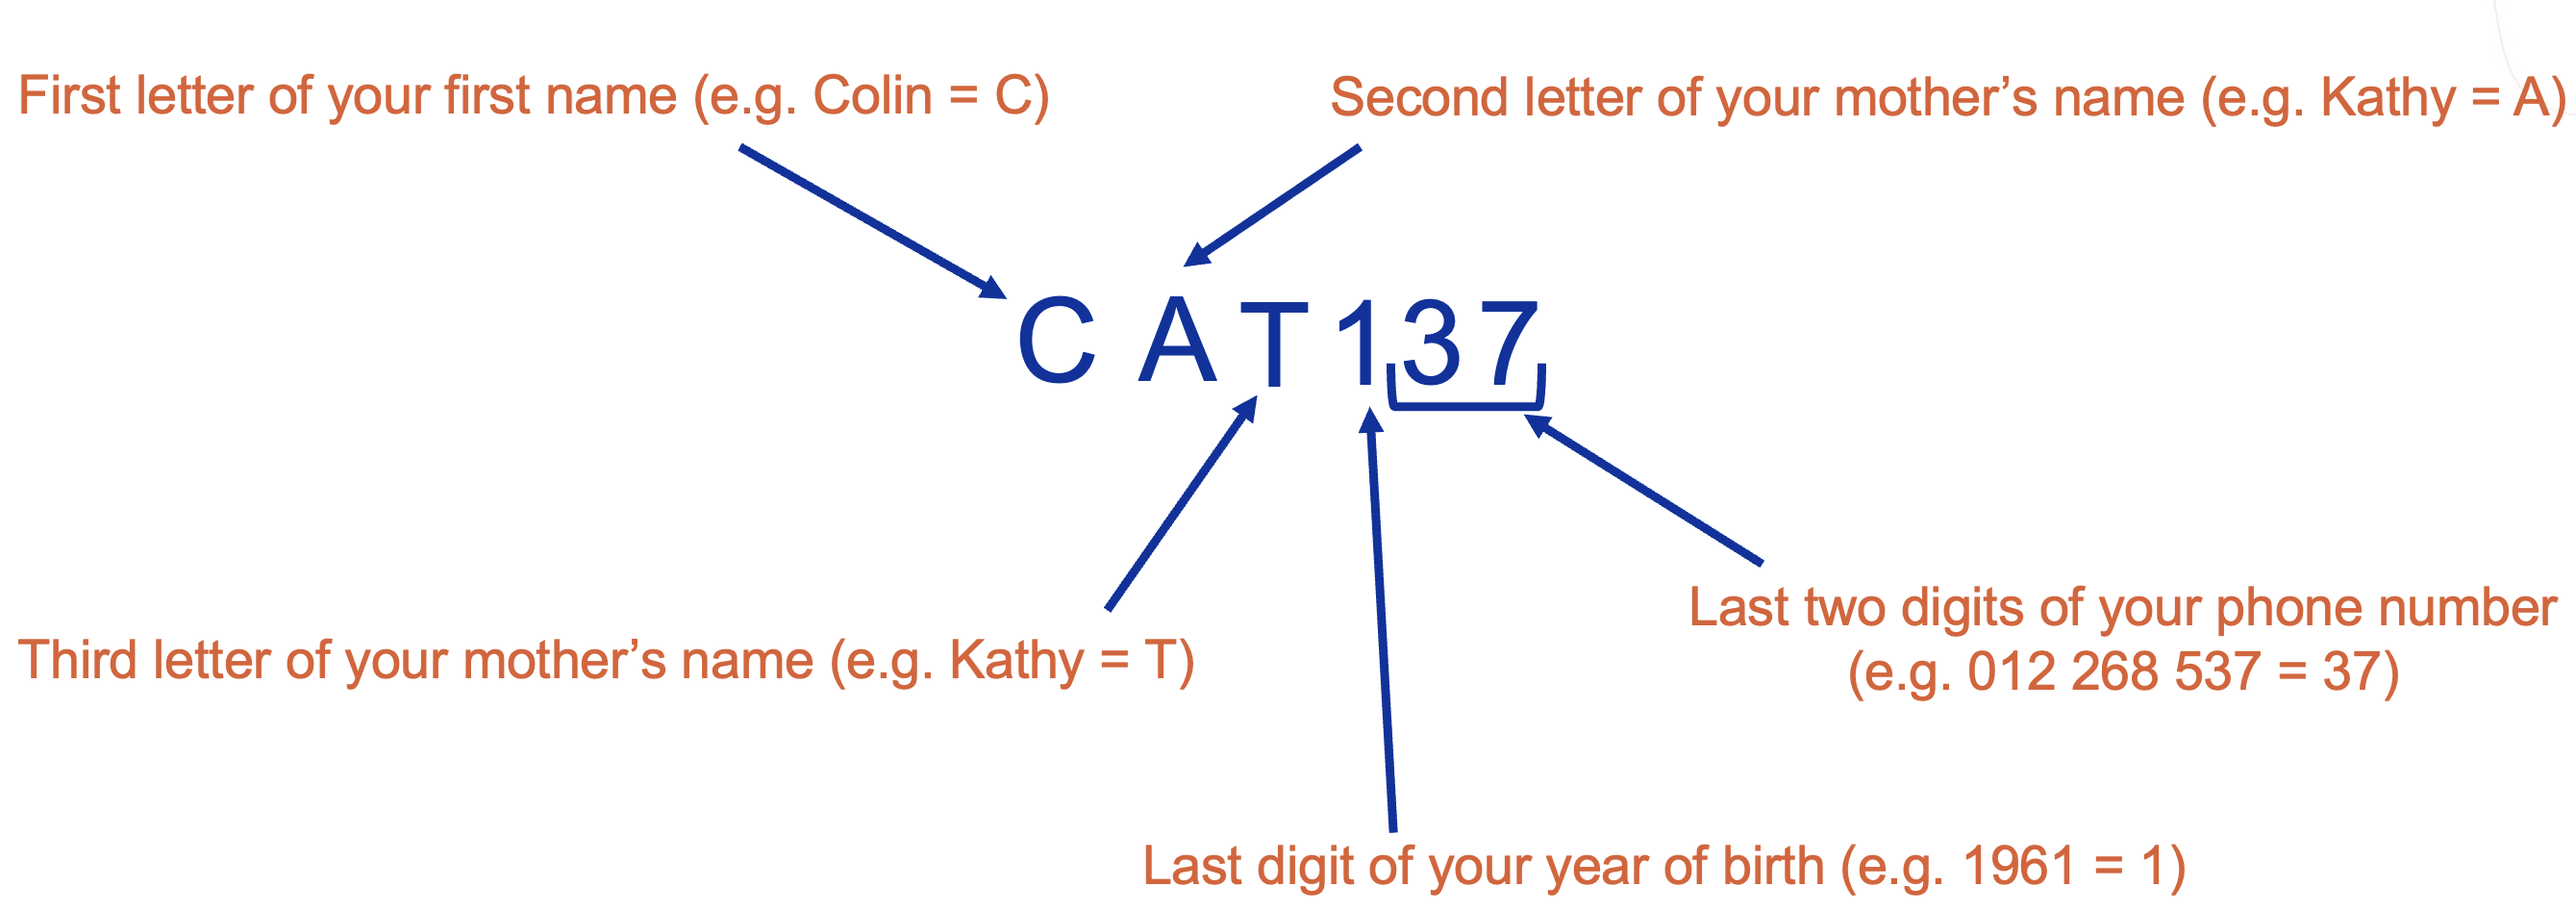 First letter of your first name (e.g. Colin = C)
Second letter of your mother’s name (e.g. Kathy = A)
C A T 1 3 7
Third letter of your mother’s name (e.g. Kathy = T)
Last two digits of your phone number
(e.g. 012 268 537 = 37)
Last digit of your year of birth (e.g. 1961 = 1)